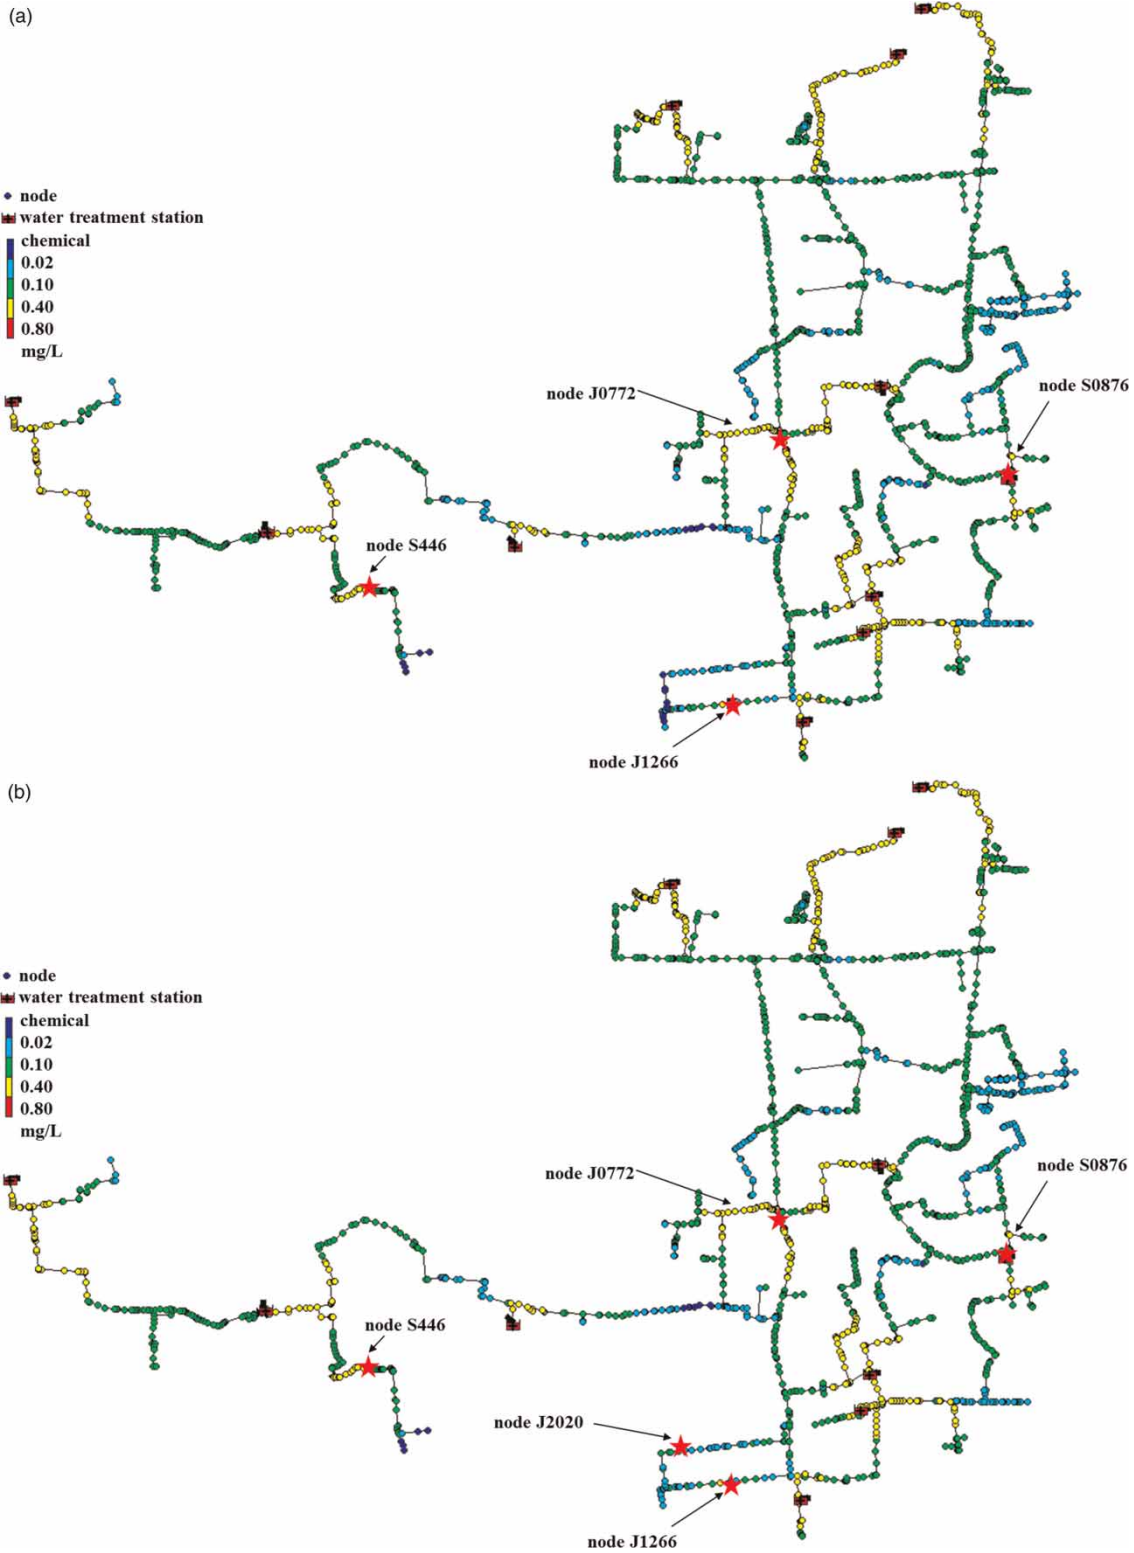 (a)
node
water treatment station
chemical
0.02
0.10
0.40
0.80
mg/L
node J0772
node S0876
node S446
node J1266
(b)
node
water treatment station
chemical
0.02
0.10
0.40
0.80
mg/L
node J0772
node S0876
node S446
node J2020
node J1266